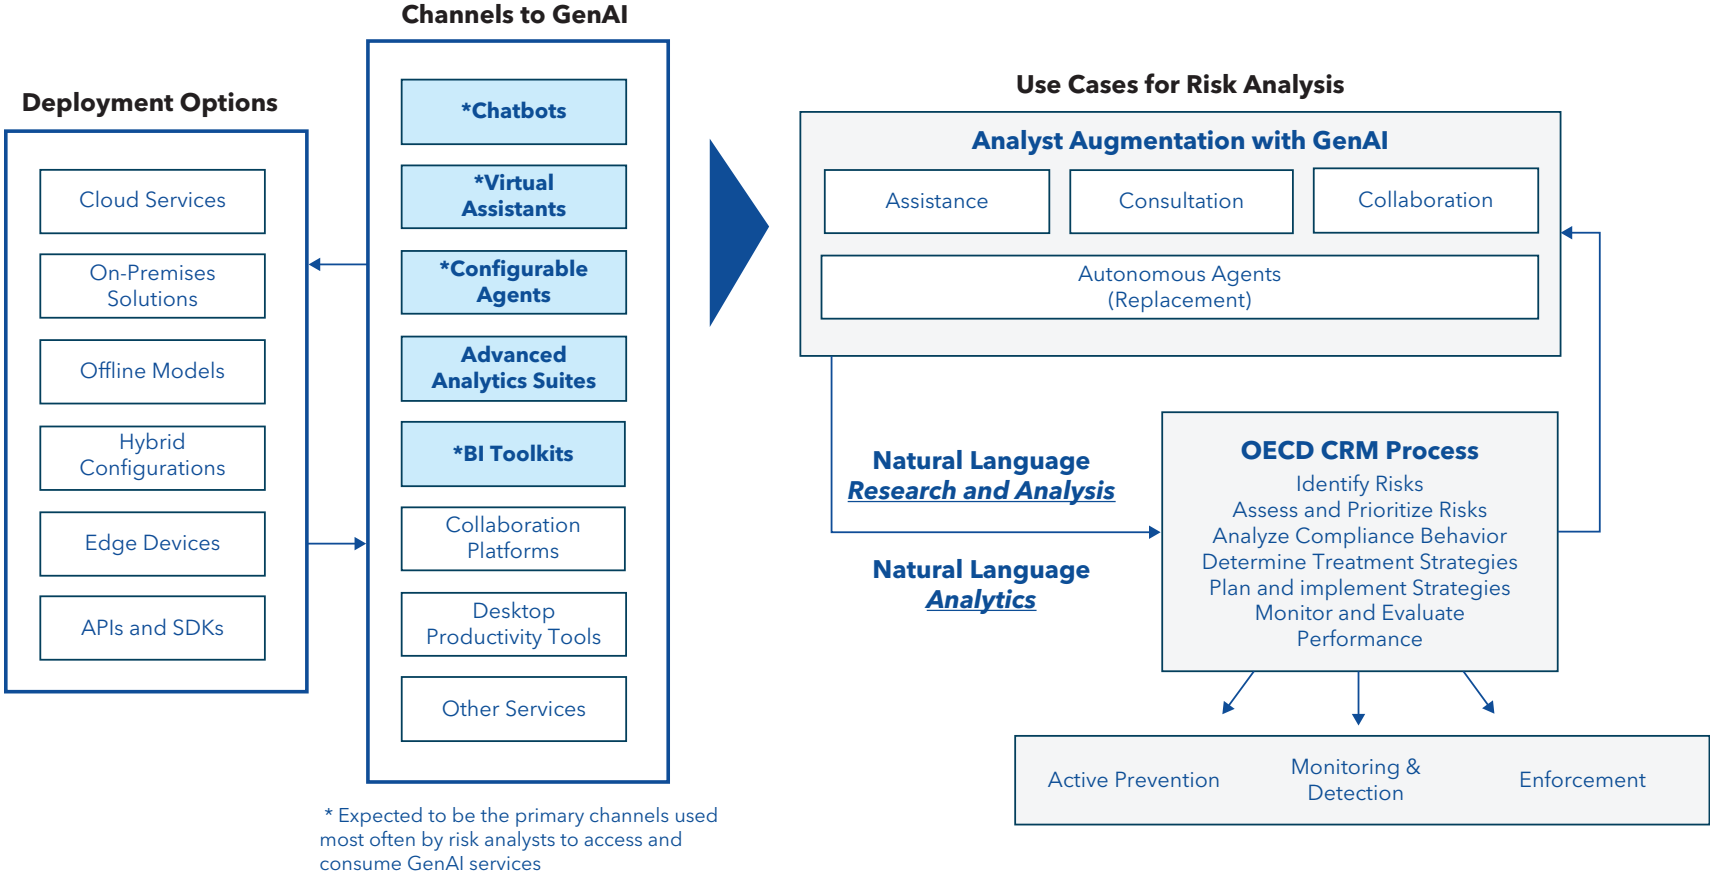 Channels to GenAI
Deployment Options
Cloud Services
On-Premises
Solutions
Offline Models
Hybrid
Configurations
Edge Devices
APIs and SDKs
*Chatbots
*Virtual
Assistants
*Configurable
Agents
Advanced
Analytics Suites
*BI Toolkits
Collaboration
Platforms
Desktop
Productivity Tools
Other Services
* Expected to be the primary channels used
most often by risk analysts to access and
consume GenAI services
Use Cases for Risk Analysis
Analyst Augmentation with GenAI
Assistance
Consultation
Collaboration
Autonomous Agents
(Replacement)
Natural Language
Research and Analysis
Natural Language
Analytics
OECD CRM Process
Identify Risks
Assess and Prioritize Risks
Analyze Compliance Behavior
Determine Treatment Strategies
Plan and implement Strategies
Monitor and Evaluate
Performance
Active Prevention
Monitoring &
Detection
Enforcement